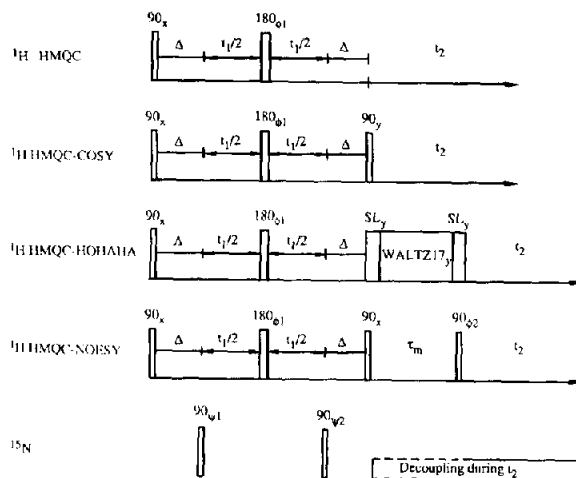 90x 180ϕ1
Δ t1/2 t1/2 Δ t2
1H HMQC
90x 180ϕ1 90y
Δ t1/2 t1/2 Δ t2
1H HMQC-COSY
90x 180ϕ1 SLy SLy
Δ t1/2 t1/2 Δ WALTZ17y t2
1H HMQC-HOHAHA
90x 180ϕ1 90x 90ϕ2
Δ t1/2 t1/2 Δ τm t2
1H HMQC-NOESY
90ψ1 90ψ2
15N
Decoupling during t2